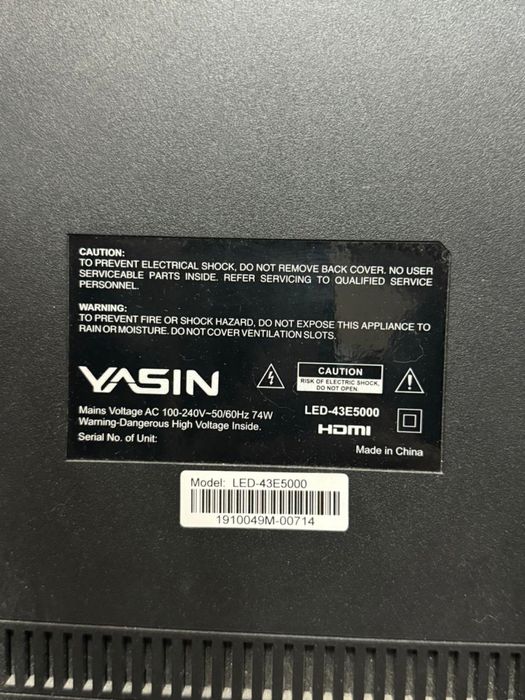 CAUTION:
TO PREVENT ELECTRICAL SHOCK, DO NOT REMOVE BACK COVER. NO USER
SERVICEABLE PARTS INSIDE. REFER SERVICING TO QUALIFIED SERVICE
PERSONNEL.
WARNING:
TO PREVENT FIRE OR SHOCK HAZARD, DO NOT EXPOSE THIS APPLIANCE TO
RAIN OR MOISTURE. DO NOT COVER VENTILATION SLOTS.
YASIN
CAUTION
RISK OF ELECTRIC SHOCK,
DO NOT OPEN.
Mains Voltage AC 100-240V~50/60Hz 74W
Warning-Dangerous High Voltage Inside.
Serial No. of Unit:
LED-43E5000
HDMI
Made in China
Model: LED-43E5000
1910049M-00714